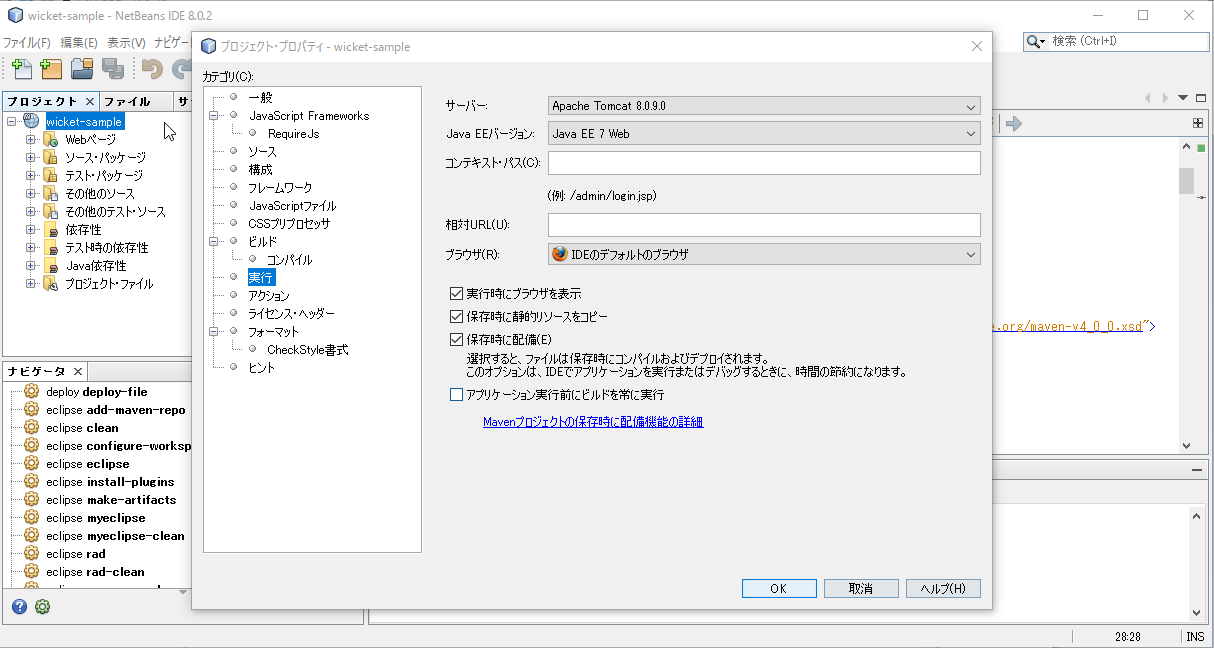 wicket-sample - NetBeans IDE 8.0.2
ファイル(F) 編集(E) 表示(V) ナビゲー
検索 (Ctrl+I)
プロジェクト × ファイル サ
wicket-sample
Webページ
ソース・パッケージ
テスト・パッケージ
その他のソース
その他のテスト・ソース
依存性
テスト時の依存性
Java依存性
プロジェクト・ファイル
ナビゲータ ×
deploy deploy-file
eclipse add-maven-repo
eclipse clean
eclipse configure-worksp
eclipse eclipse
eclipse install-plugins
eclipse make-artifacts
eclipse myeclipse
eclipse myeclipse-clean
eclipse rad
eclipse rad-clean
プロジェクト・プロパティ - wicket-sample
カテゴリ(C):
一般
JavaScript Frameworks
RequireJs
ソース
構成
フレームワーク
JavaScriptファイル
CSSプリプロセッサ
ビルド
コンパイル
実行
アクション
ライセンス・ヘッダー
フォーマット
CheckStyle書式
ヒント
サーバー: Apache Tomcat 8.0.9.0
Java EEバージョン: Java EE 7 Web
コンテキスト・パス(C):
(例: /admin/login.jsp)
相対URL(U):
ブラウザ(R): IDEのデフォルトのブラウザ
実行時にブラウザを表示
保存時に静的リソースをコピー
保存時に配備(E)
選択すると、ファイルは保存時にコンパイルおよびデプロイされます。
このオプションは、IDEでアプリケーションを実行またはデバッグするときに、時間の節約になります。
アプリケーション実行前にビルドを常に実行
Mavenプロジェクトの保存時に配備機能の詳細
OK 取消 ヘルプ(H)
e.org/maven-v4_0_0.xsd">
28:28 INS